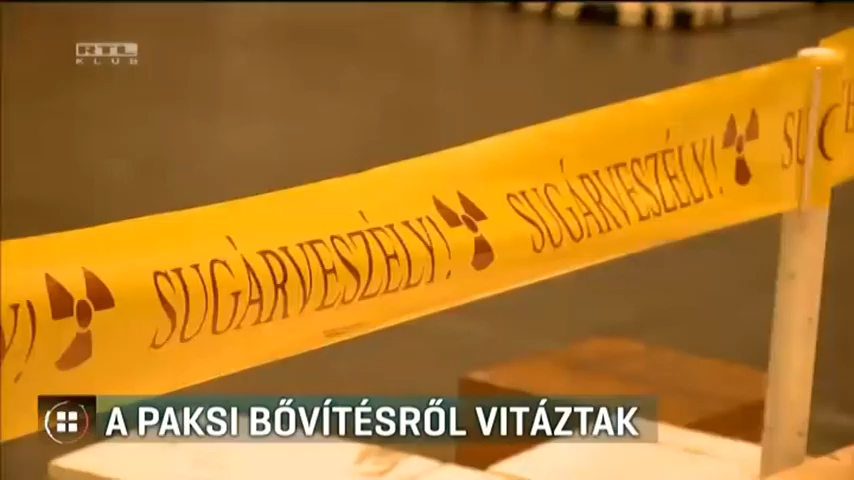 RTL
KLUB
SUGÁRVESZÉLY!
SUGÁRVESZÉLY!
A PAKSI BŐVÍTÉSRŐL VITÁZTAK